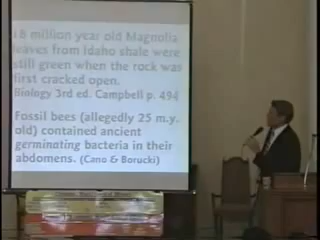 18 million year old Magnolia
leaves from Idaho shale were
still green when the rock was
first cracked open.
Biology 3rd ed. Campbell p. 494
Fossil bees (allegedly 25 m.y.
old) contained ancient
germinating bacteria in their
abdomens. (Cano & Borucki)